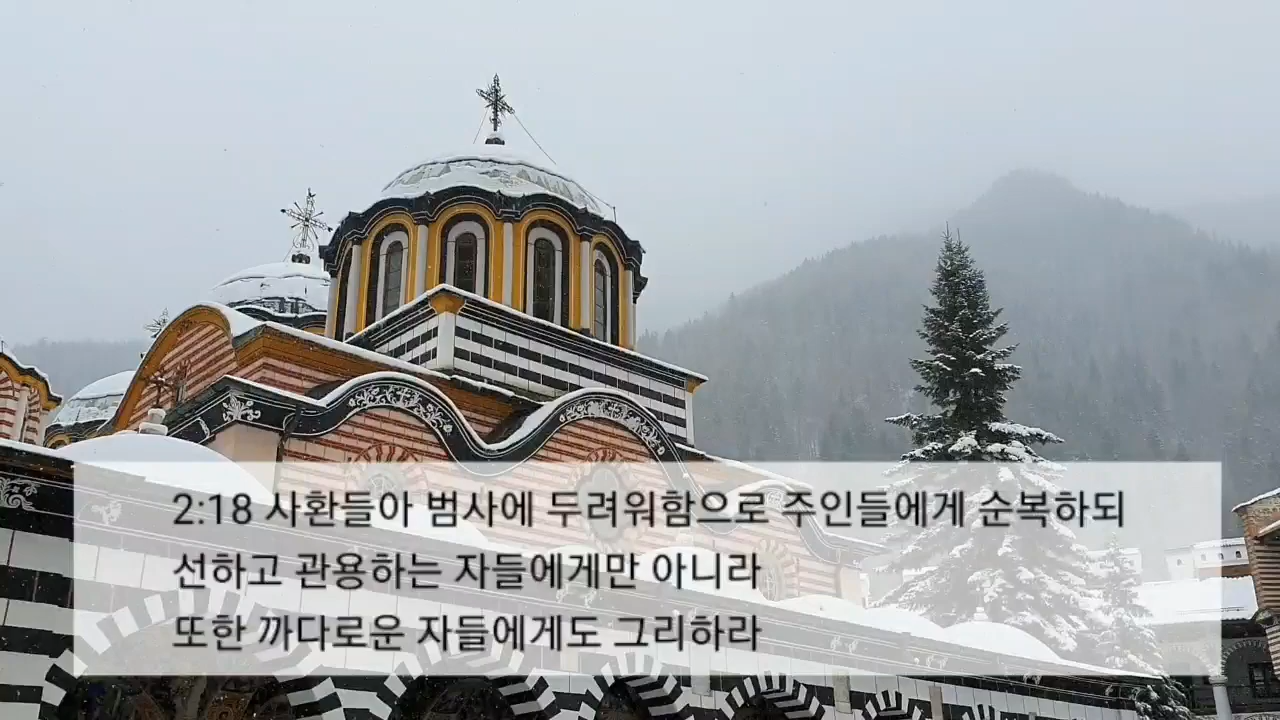 2:18 사환들아 범사에 두려워함으로 주인들에게 순복하되
선하고 관용하는 자들에게만 아니라
또한 까다로운 자들에게도 그리하라